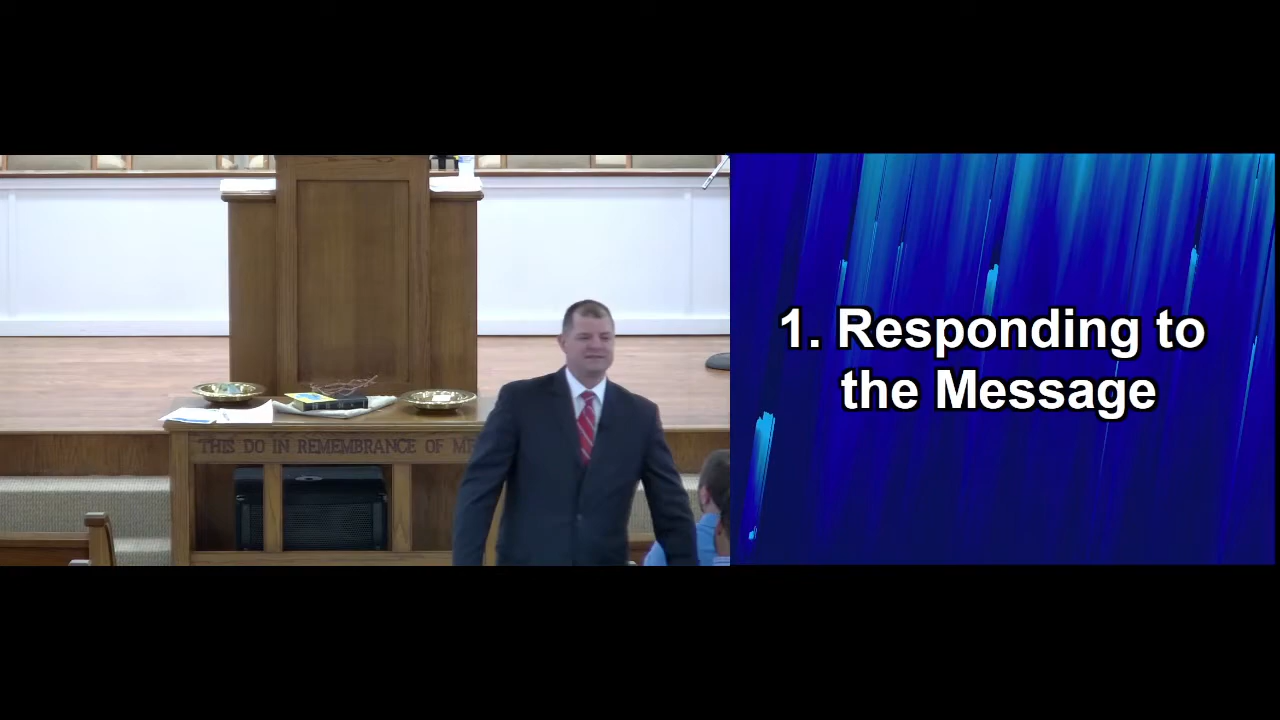 THIS DO IN REMEMBRANCE OF
1. Responding to
the Message